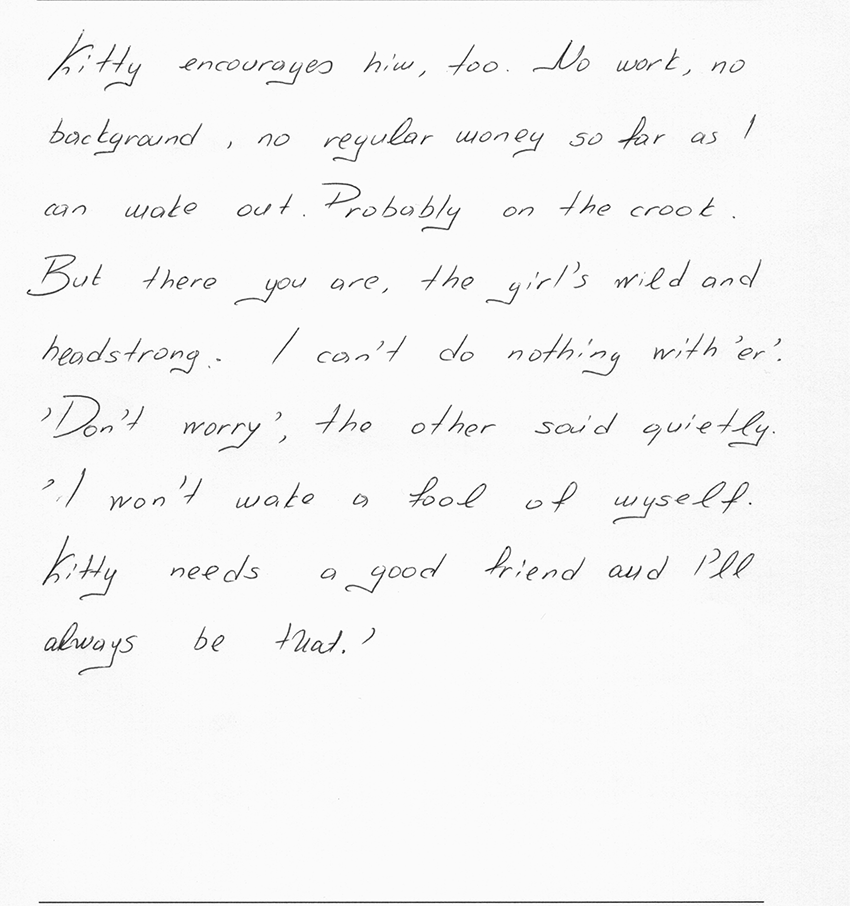 Kitty encourages him, too. No work, no
background, no regular money so far as I
can make out. Probably on the crook.
But there you are, the girl's wild and
headstrong. I can't do nothing with 'er'.
'Don't worry', the other said quietly.
'I won't make a fool of myself.
Kitty needs a good friend and I'll
always be that.'